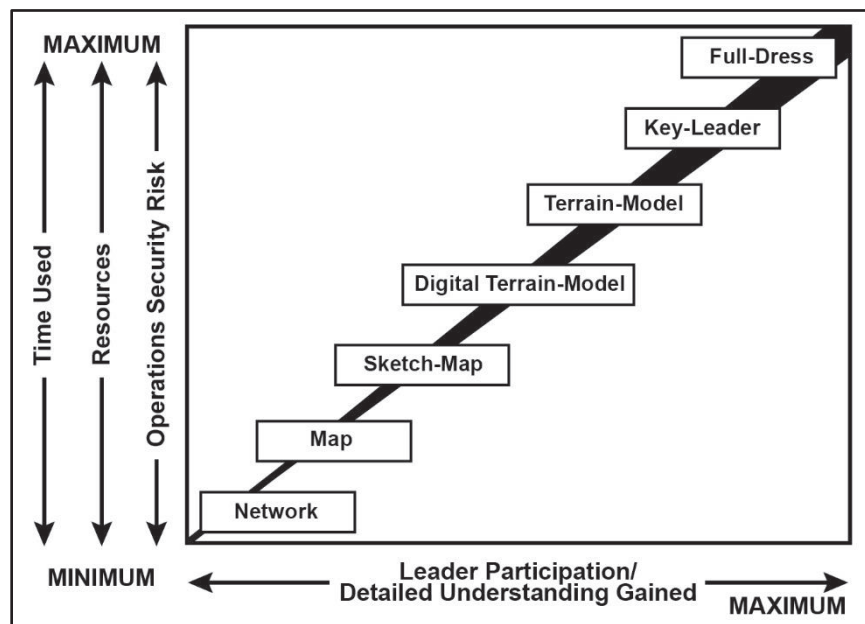 MAXIMUM
Time Used
Resources
Operations Security Risk
MINIMUM
Full-Dress
Key-Leader
Terrain-Model
Digital Terrain-Model
Sketch-Map
Map
Network
Leader Participation/
Detailed Understanding Gained
MAXIMUM